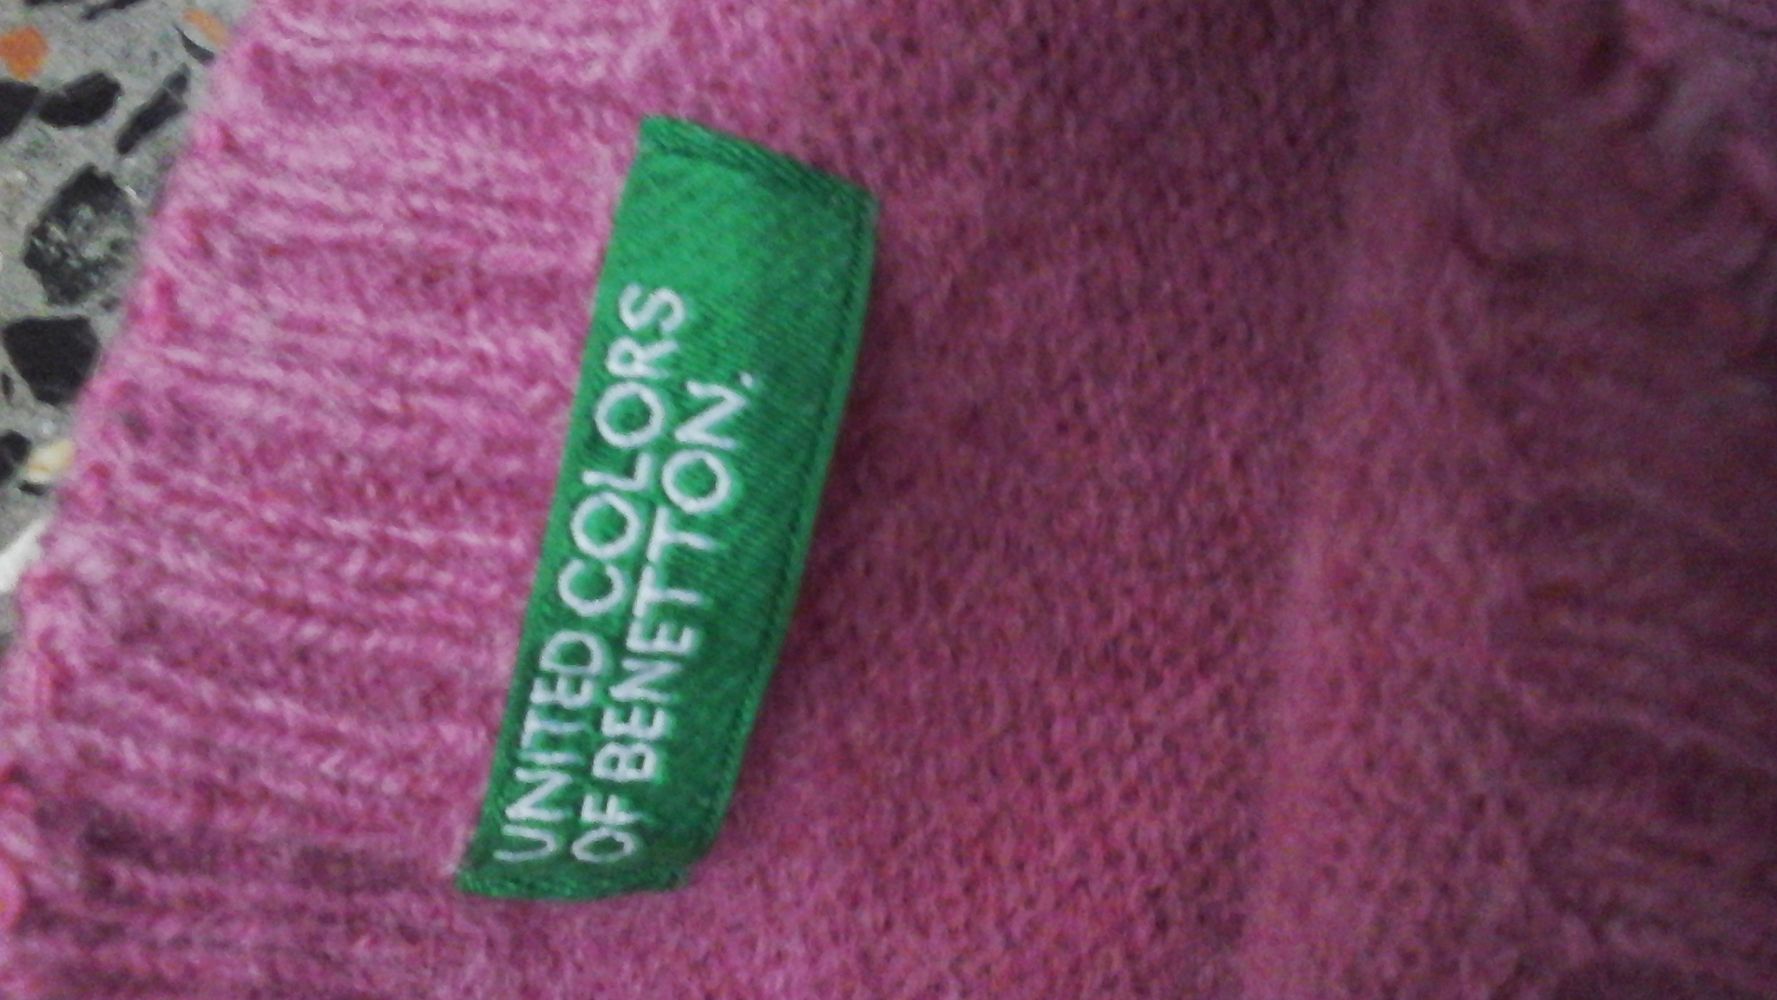 UNITED COLORS
OF BENETTON.